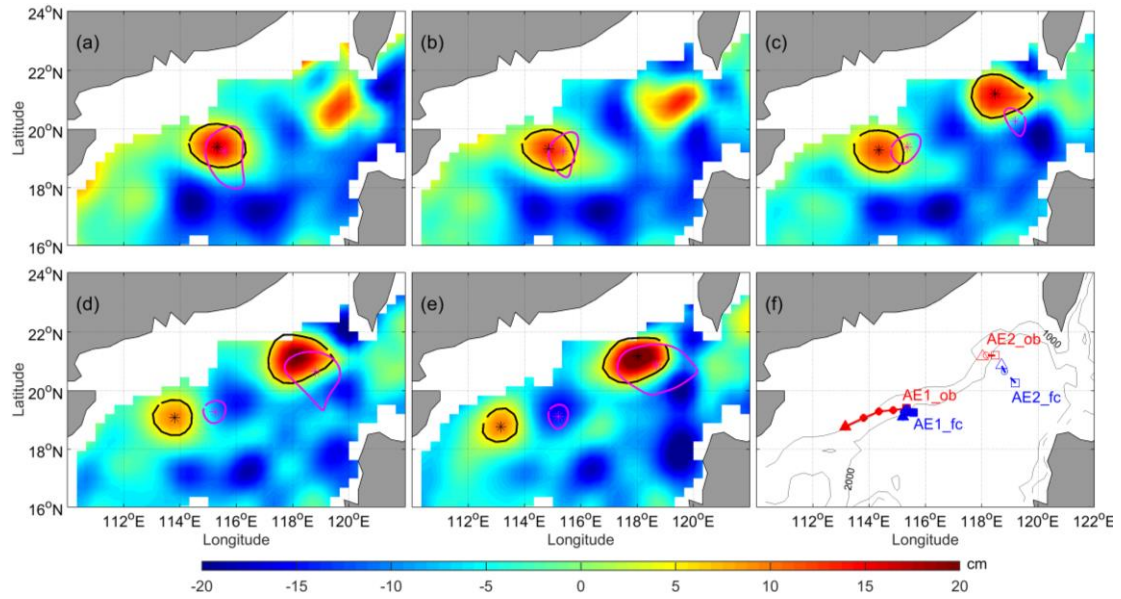 24°N
22°N
20°N
18°N
16°N
Latitude
(a)
(b)
(c)
24°N
22°N
20°N
18°N
16°N
Latitude
(d)
(e)
(f)
AE2_ob
1000
AE2_fc
AE1_ob
AE1_fc
2000
112°E 114°E 116°E 118°E 120°E
112°E 114°E 116°E 118°E 120°E
112°E 114°E 116°E 118°E 120°E 122°E
Longitude
Longitude
Longitude
cm
-20 -15 -10 -5 0 5 10 15 20